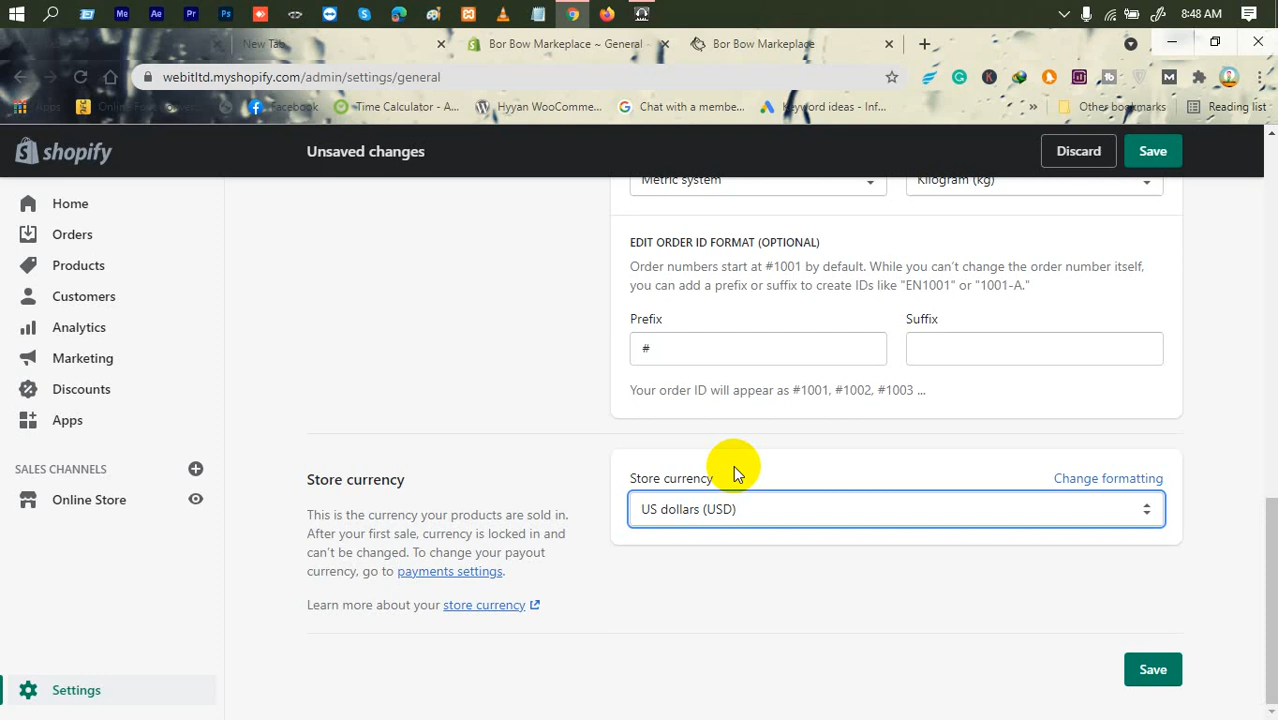 Me
Ae
Pr
Ps
8:48 AM
New Tab
Bor Bow Markeplace ~ General
Bor Bow Markeplace
webitltd.myshopify.com/admin/settings/general
Apps
Facebook
Time Calculator - A...
Hyyan WooComme...
Chat with a membe...
Keyword ideas - Inf...
Other bookmarks
Reading list
shopify
Unsaved changes
Discard
Save
Metric system
Kilogram (kg)
Home
Orders
Products
Customers
Analytics
Marketing
Discounts
Apps
SALES CHANNELS
Online Store
Settings
EDIT ORDER ID FORMAT (OPTIONAL)
Order numbers start at #1001 by default. While you can't change the order number itself,
you can add a prefix or suffix to create IDs like "EN1001" or "1001-A."
Prefix
Suffix
#
Your order ID will appear as #1001, #1002, #1003 ...
Store currency
This is the currency your products are sold in.
After your first sale, currency is locked in and
can't be changed. To change your payout
currency, go to payments settings.
Learn more about your store currency
Store currency
Change formatting
US dollars (USD)
Save